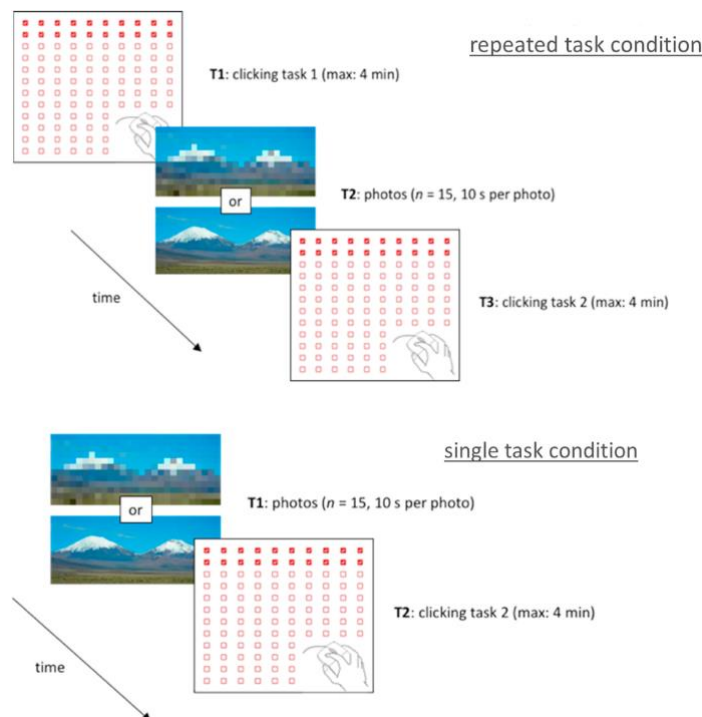 repeated task condition
T1: clicking task 1 (max: 4 min)
or
T2: photos (n = 15, 10 s per photo)
time
T3: clicking task 2 (max: 4 min)
single task condition
or
T1: photos (n = 15, 10 s per photo)
T2: clicking task 2 (max: 4 min)
time